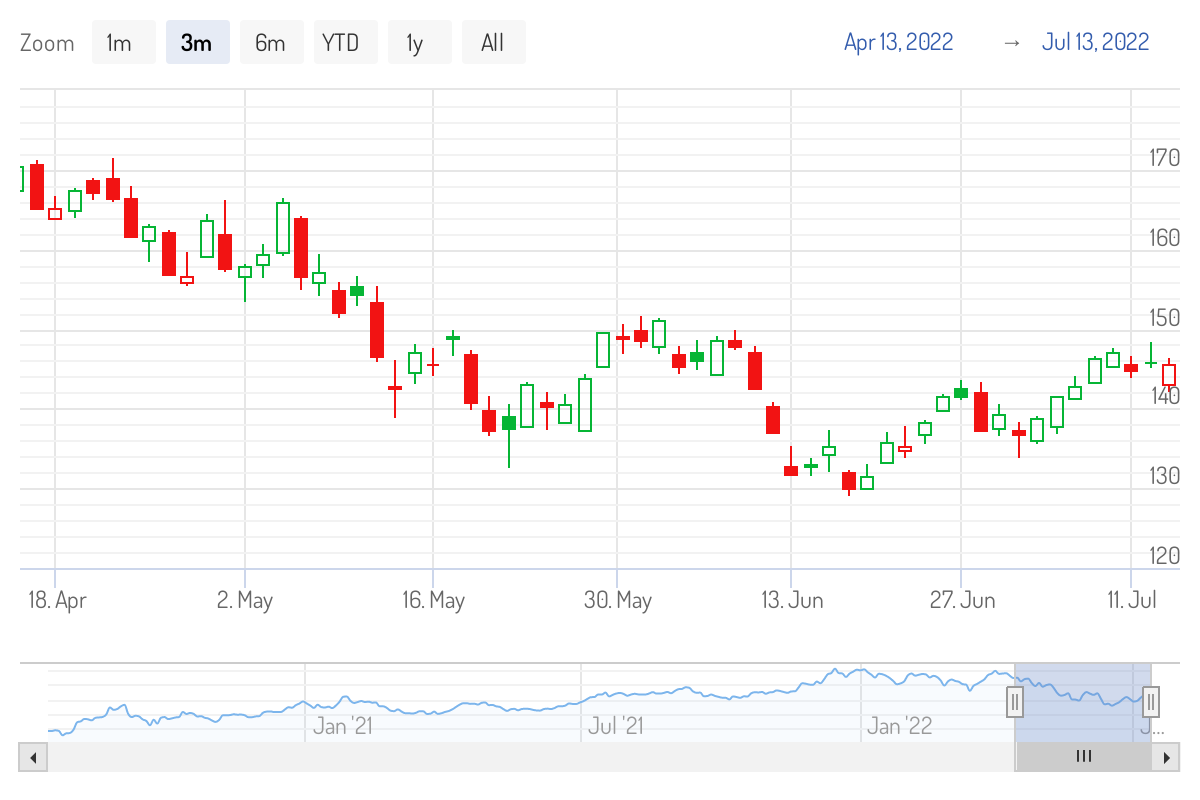 Zoom 1m 3m 6m YTD 1y All Apr 13, 2022 → Jul 13, 2022
170
160
150
140
130
120
18. Apr 2. May 16. May 30. May 13. Jun 27. Jun 11. Jul
Jan '21 Jul '21 Jan '22 J…